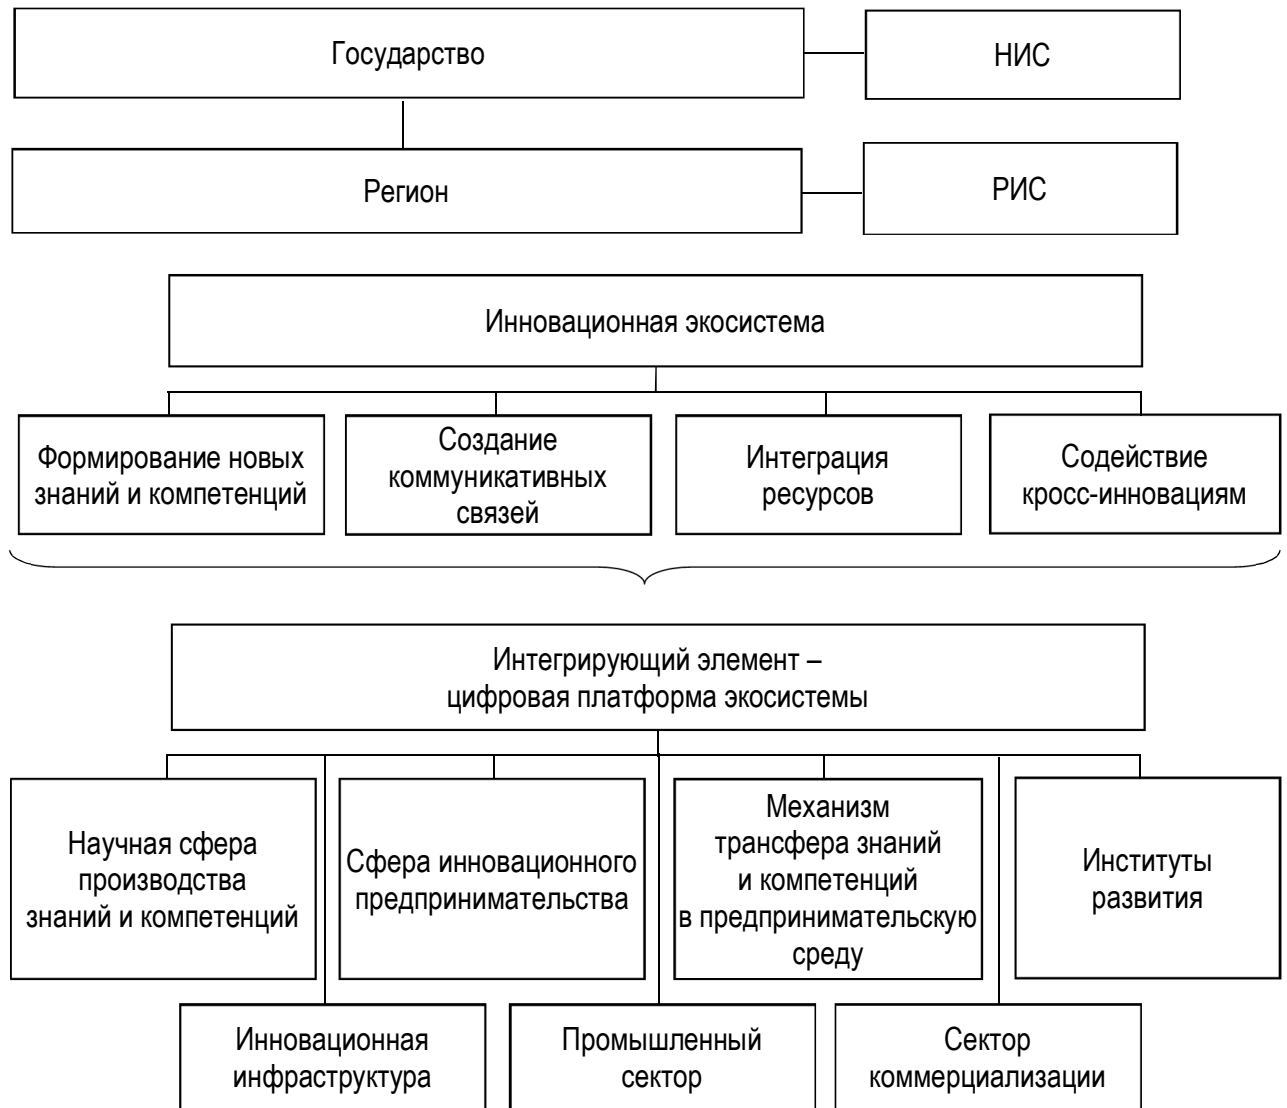 Государство
НИС
Регион
РИС
Инновационная экосистема
Формирование новых
знаний и компетенций
Создание
коммуникативных
связей
Интеграция
ресурсов
Содействие
кросс-инновациям
Интегрирующий элемент –
цифровая платформа экосистемы
Научная сфера
производства
знаний и компетенций
Сфера инновационного
предпринимательства
Механизм
трансфера знаний
и компетенций
в предпринимательскую
среду
Институты
развития
Инновационная
инфраструктура
Промышленный
сектор
Сектор
коммерциализации